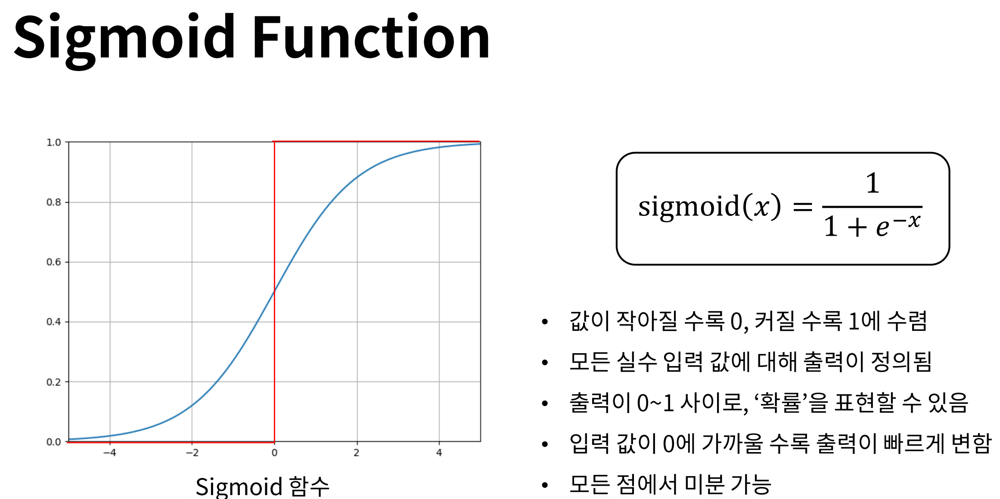 Sigmoid Function
1.0
0.8
0.6
0.4
0.2
0.0
−4 −2 0 2 4
Sigmoid 함수
sigmoid(x) = 1 / (1 + e^{−x})
• 값이 작아질 수록 0, 커질 수록 1에 수렴
• 모든 실수 입력 값에 대해 출력이 정의됨
• 출력이 0~1 사이로, ‘확률’을 표현할 수 있음
• 입력 값이 0에 가까울 수록 출력이 빠르게 변함
• 모든 점에서 미분 가능